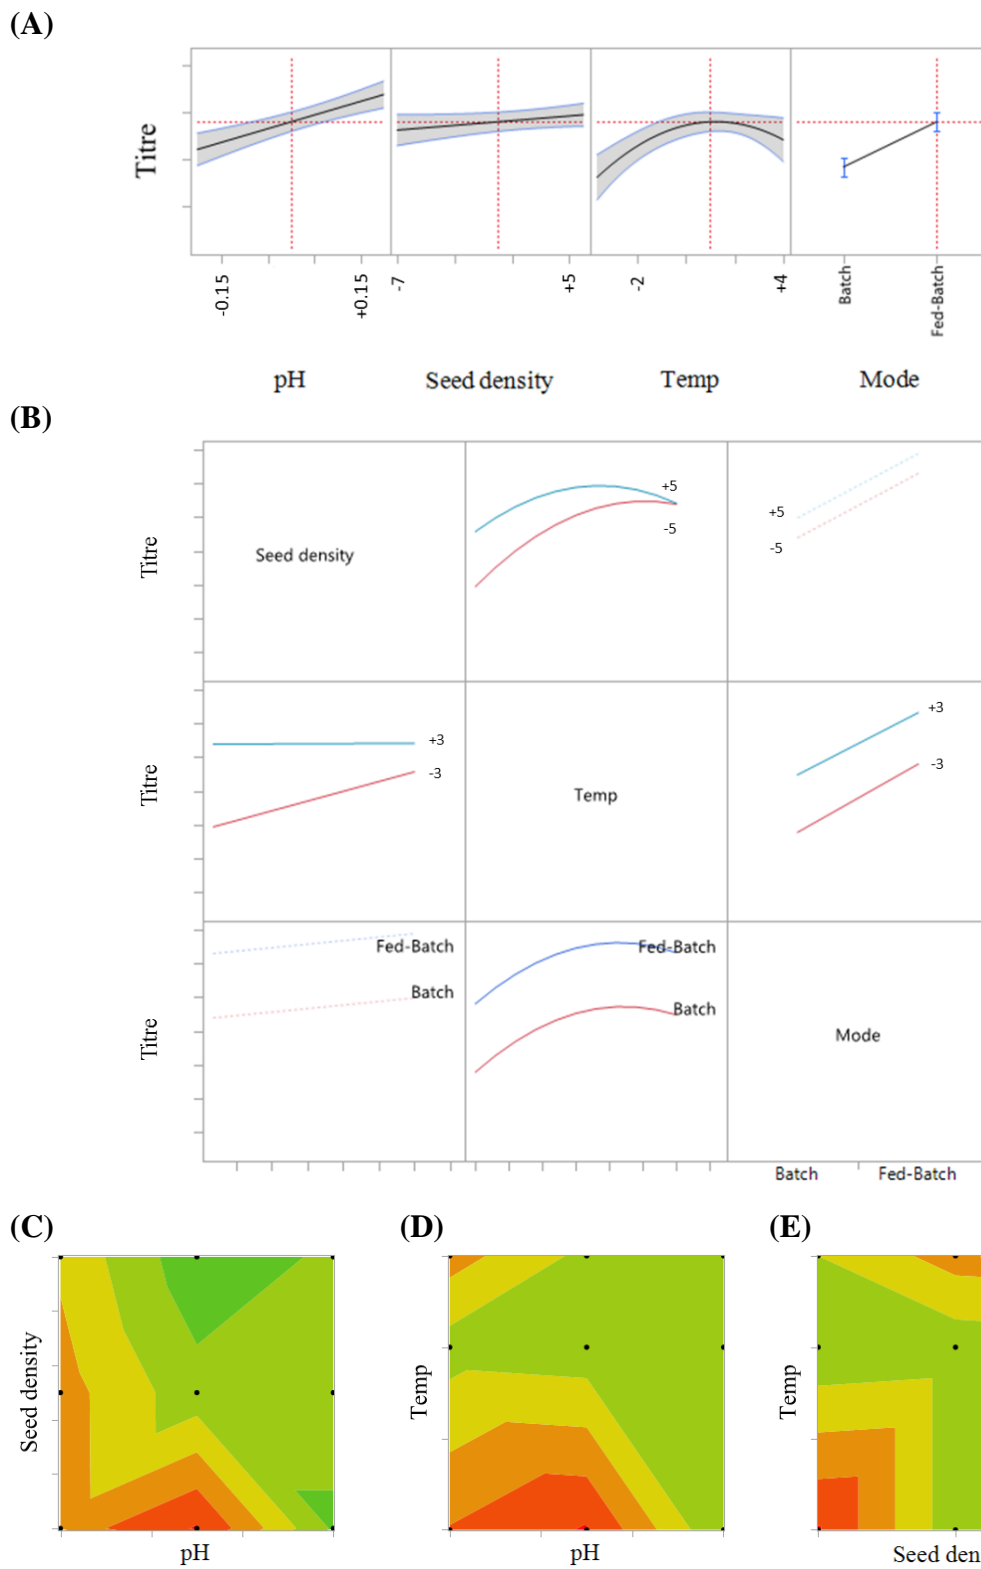 (A)
Titre
-0.15
+0.15
-7
+5
-2
+4
Batch
Fed-Batch
pH
Seed density
Temp
Mode
(B)
Titre
Seed density
+5
-5
+5
-5
Titre
+3
-3
Temp
+3
-3
Titre
Fed-Batch
Batch
Fed-Batch
Batch
Mode
Batch
Fed-Batch
(C)
(D)
(E)
Seed density
Temp
Temp
pH
pH
Seed den